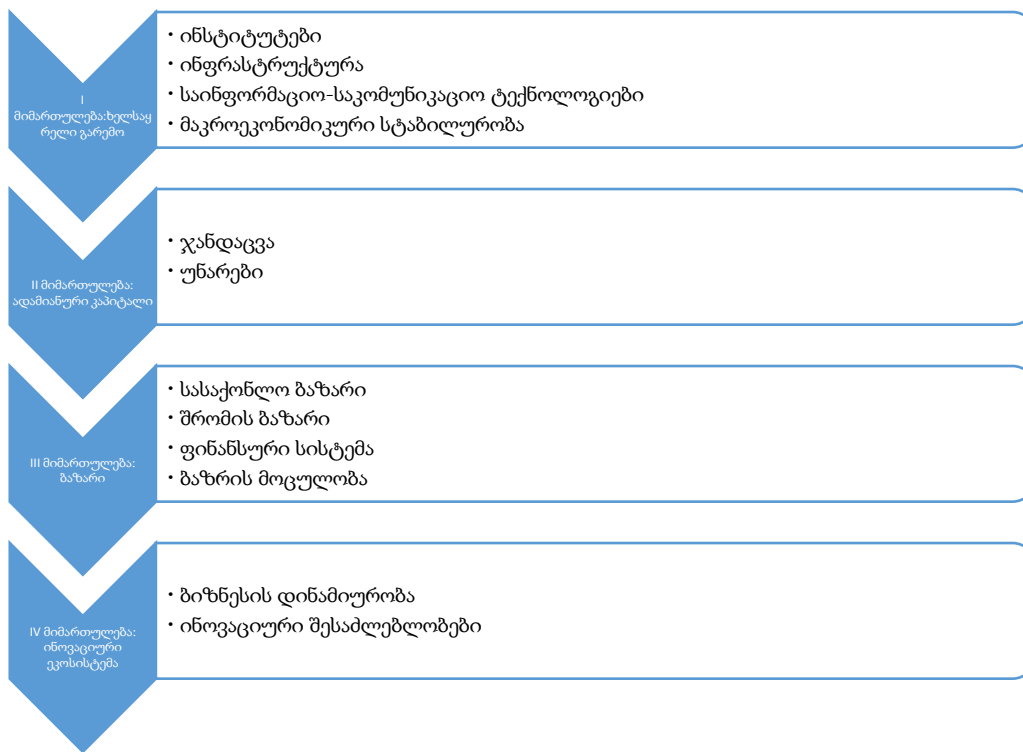 I
მიმართულება:ხელსაყ
რელი გარემო
• ინსტიტუტები
• ინფრასტრუქტურა
• საინფორმაციო-საკომუნიკაციო ტექნოლოგიები
• მაკროეკონომიკური სტაბილურობა
II მიმართულება:
ადამიანური კაპიტალი
• ჯანდაცვა
• უნარები
III მიმართულება:
ბაზარი
• სასაქონლო ბაზარი
• შრომის ბაზარი
• ფინანსური სისტემა
• ბაზრის მოცულობა
IV მიმართულება:
ინოვაციური
ეკოსისტემა
• ბიზნესის დინამიურობა
• ინოვაციური შესაძლებლობები